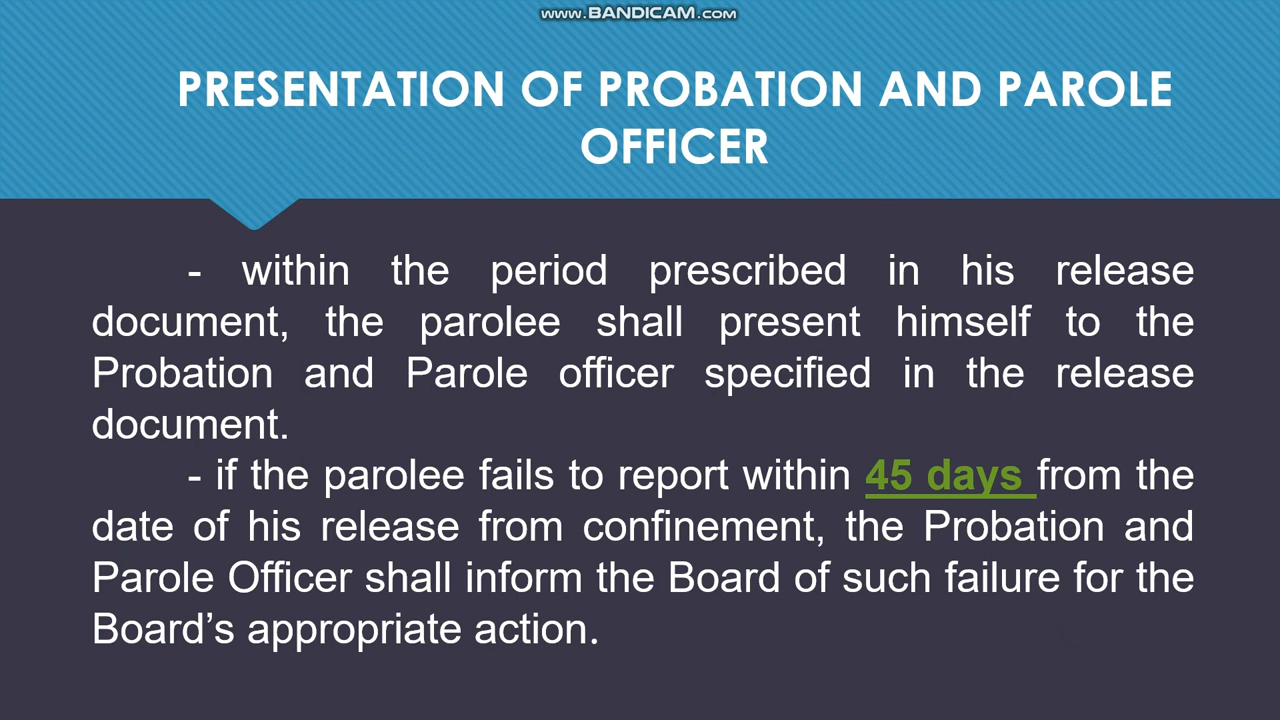 www.BANDICAM.com
PRESENTATION OF PROBATION AND PAROLE
OFFICER
- within the period prescribed in his release
document, the parolee shall present himself to the
Probation and Parole officer specified in the release
document.
- if the parolee fails to report within 45 days from the
date of his release from confinement, the Probation and
Parole Officer shall inform the Board of such failure for the
Board’s appropriate action.